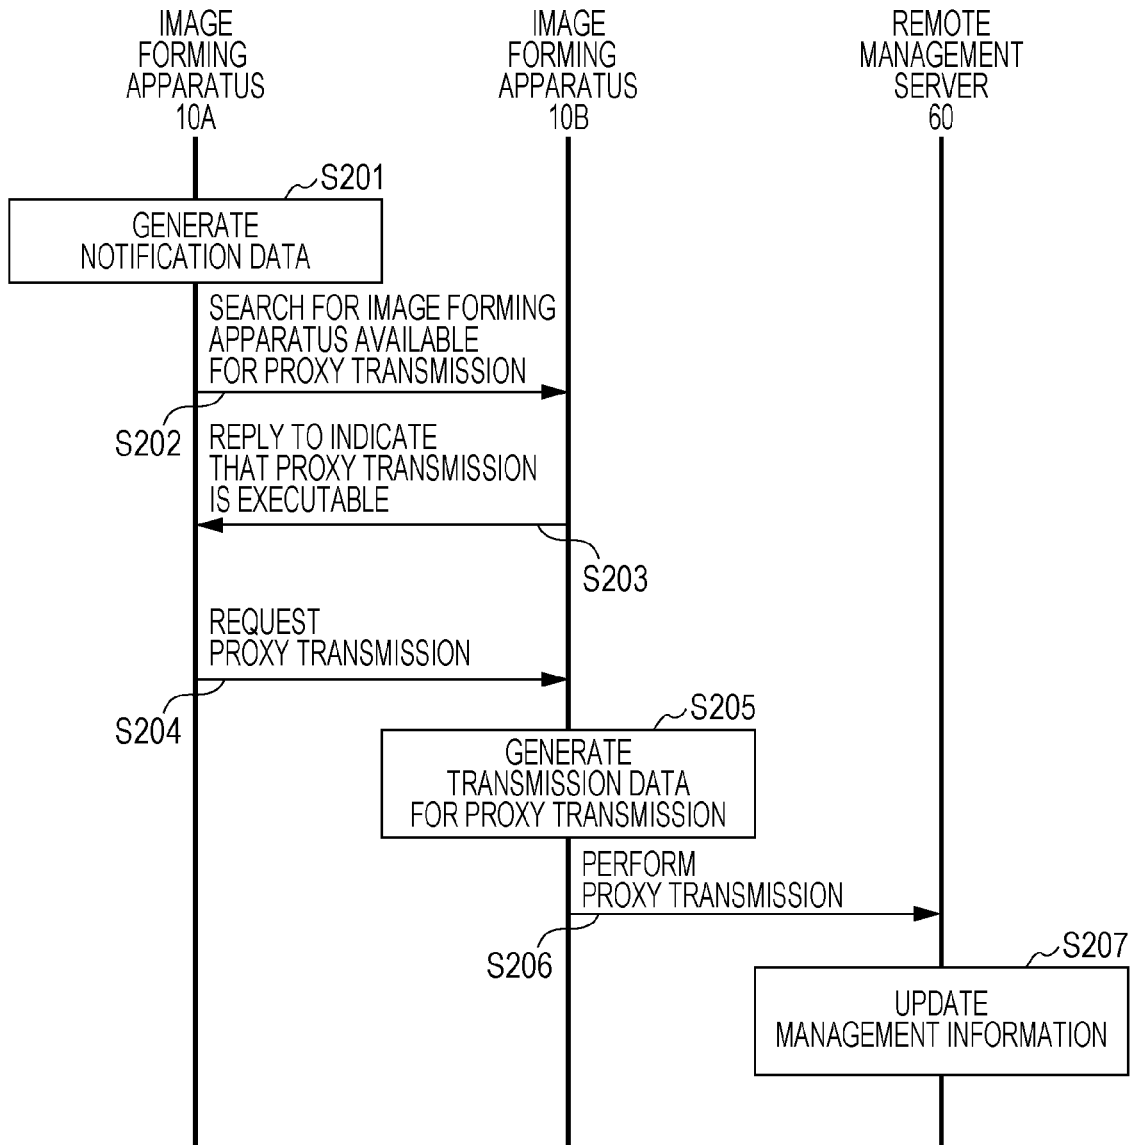 IMAGE
FORMING
APPARATUS
10A
IMAGE
FORMING
APPARATUS
10B
REMOTE
MANAGEMENT
SERVER
60
S201
GENERATE
NOTIFICATION DATA
SEARCH FOR IMAGE FORMING
APPARATUS AVAILABLE
FOR PROXY TRANSMISSION
S202
REPLY TO INDICATE
THAT PROXY TRANSMISSION
IS EXECUTABLE
S203
REQUEST
PROXY TRANSMISSION
S204
S205
GENERATE
TRANSMISSION DATA
FOR PROXY TRANSMISSION
PERFORM
PROXY TRANSMISSION
S206
S207
UPDATE
MANAGEMENT INFORMATION